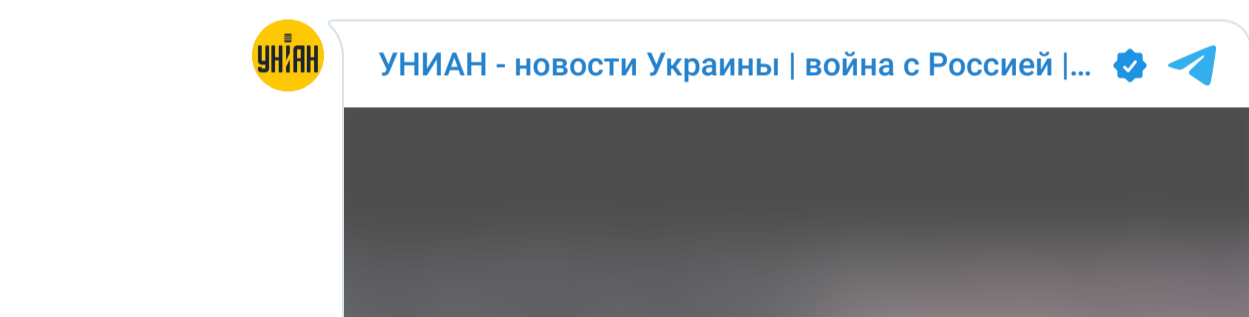 УНІАН
УНИАН - новости Украины | война с Россией |...